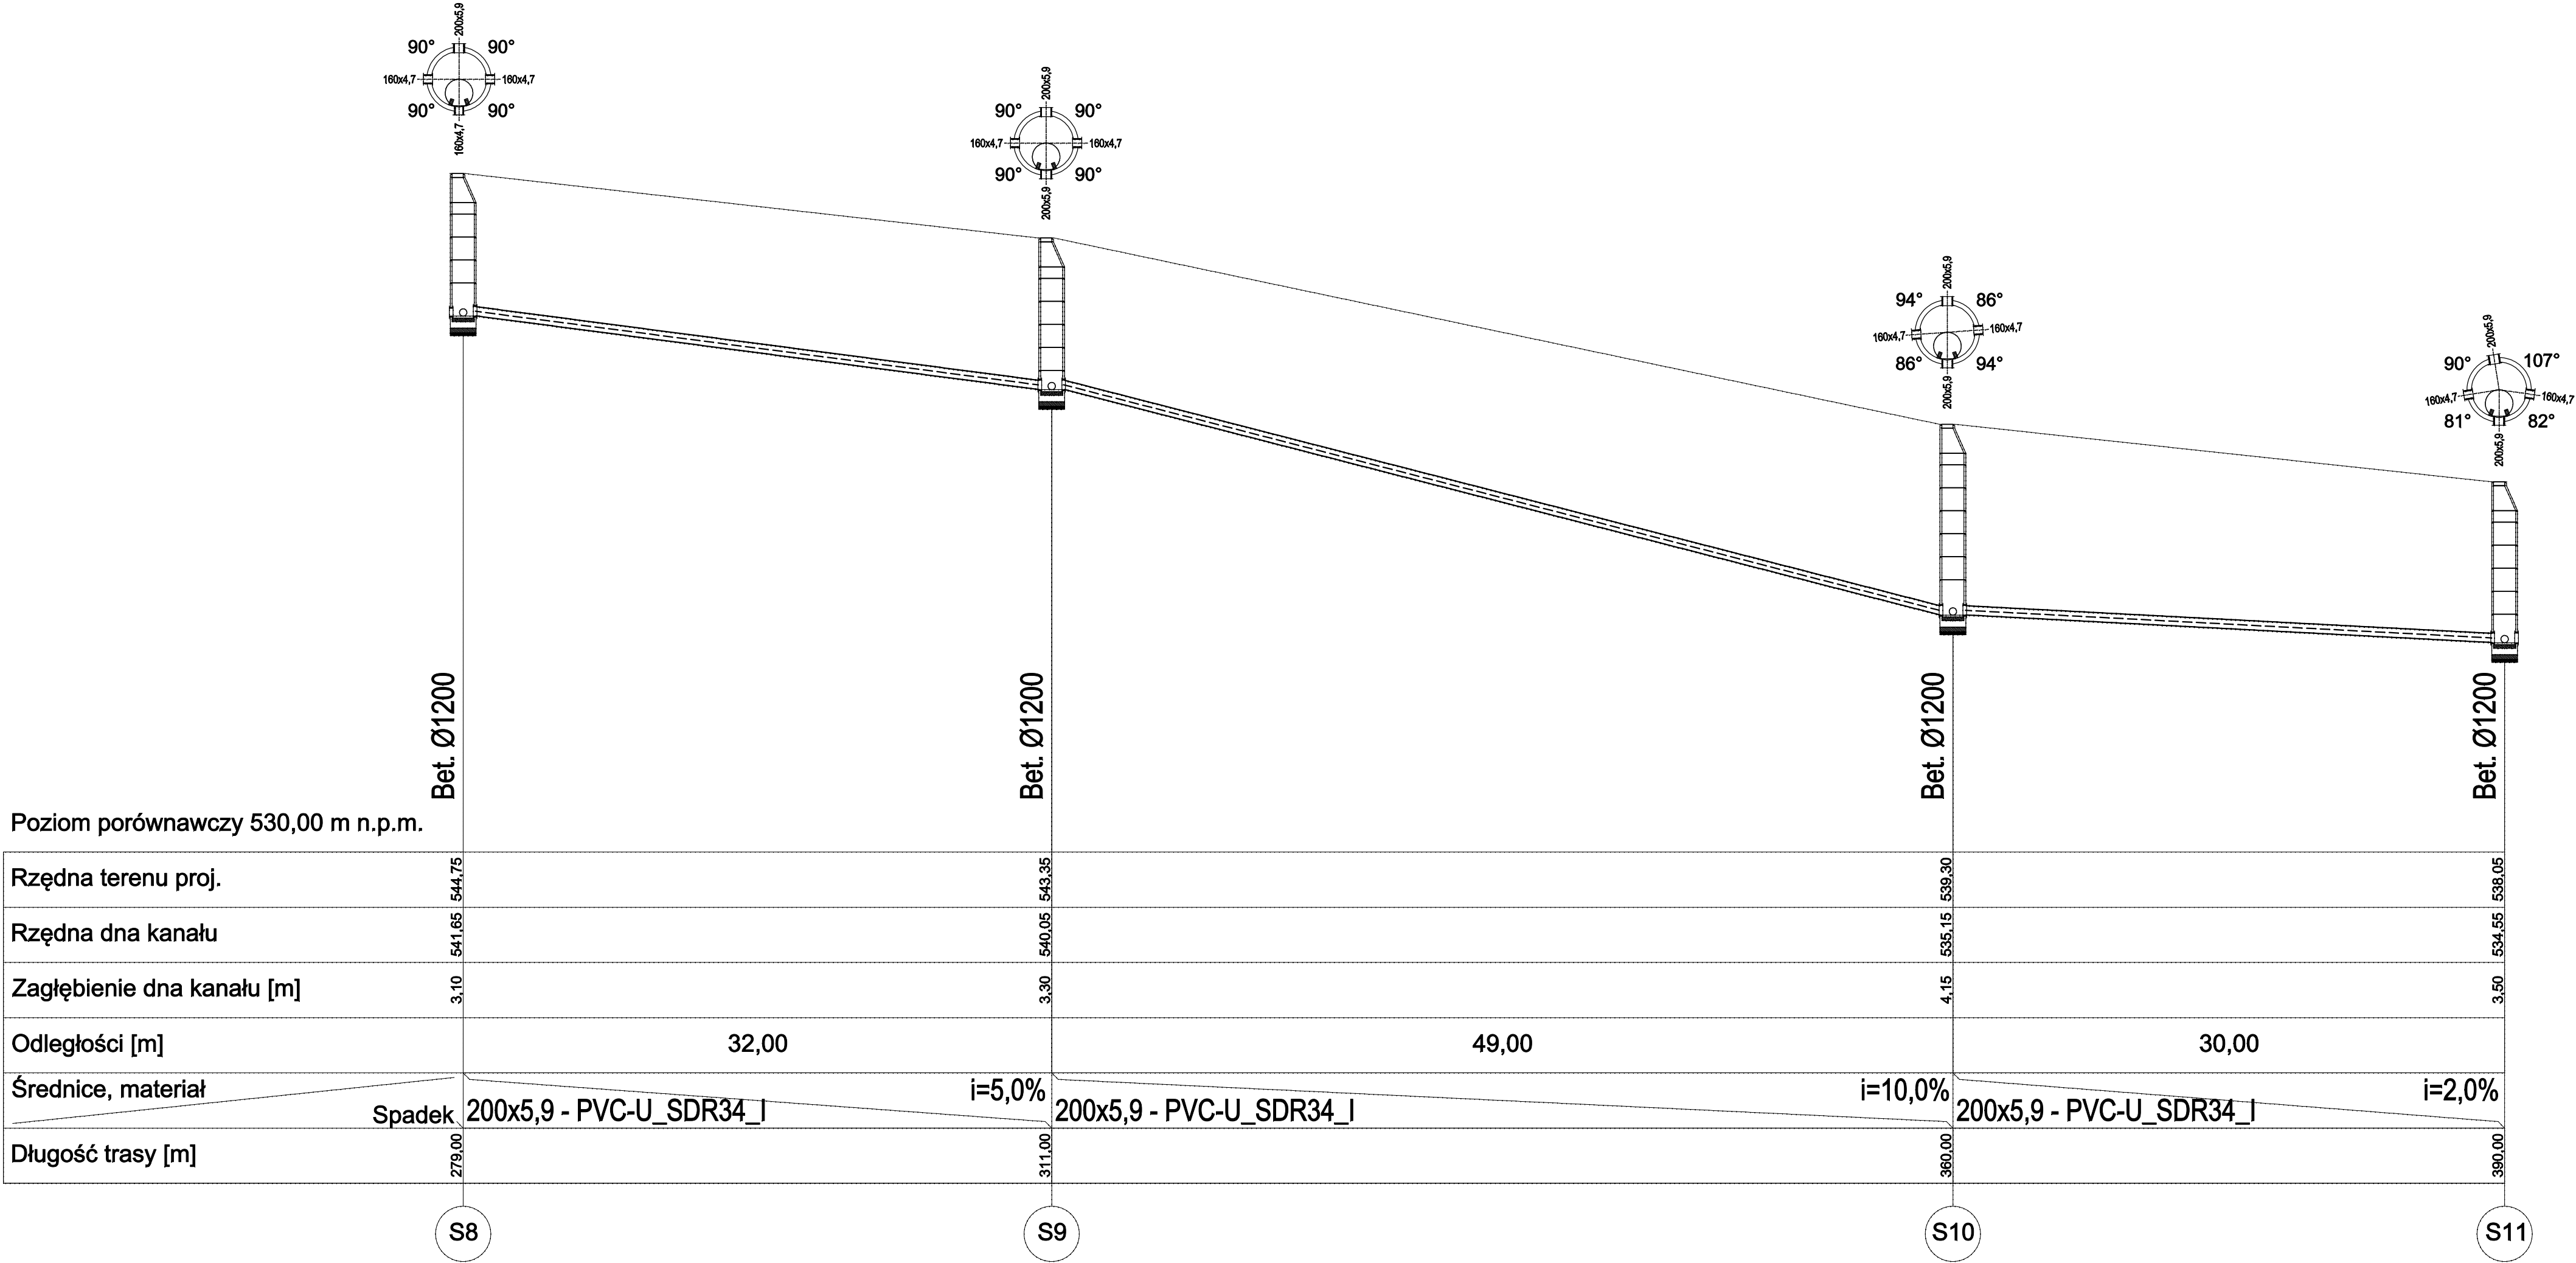 200x5,9
90° 90°
160x4,7 160x4,7
90° 90°
160x4,7
200x5,9
90° 90°
160x4,7 160x4,7
90° 90°
200x5,9
200x5,9
94° 86°
160x4,7 160x4,7
86° 94°
200x5,9
200x5,9
90° 107°
160x4,7 160x4,7
81° 82°
200x5,9
Bet. Ø1200
Bet. Ø1200
Bet. Ø1200
Bet. Ø1200
Poziom porównawczy 530,00 m n.p.m.
Rzędna terenu proj. 544,75 543,35 539,30 538,05
Rzędna dna kanału 541,65 540,05 535,15 534,55
Zagłębienie dna kanału [m] 3,10 3,30 4,15 3,50
Odległości [m] 32,00 49,00 30,00
Średnice, materiał i=5,0% i=10,0% i=2,0%
Spadek 200x5,9 - PVC-U_SDR34_l 200x5,9 - PVC-U_SDR34_l 200x5,9 - PVC-U_SDR34_l
Długość trasy [m] 279,00 311,00 360,00 390,00
S8 S9 S10 S11